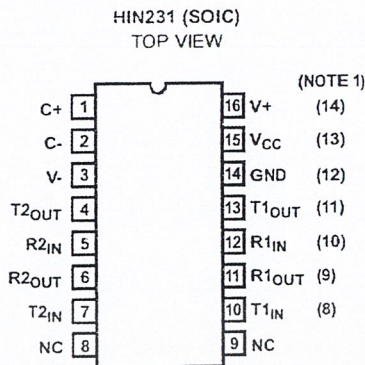 HIN231 (SOIC)
TOP VIEW
(NOTE 1)
C+ 1 16 V+ (14)
C- 2 15 VCC (13)
V- 3 14 GND (12)
T2OUT 4 13 T1OUT (11)
R2IN 5 12 R1IN (10)
R2OUT 6 11 R1OUT (9)
T2IN 7 10 T1IN (8)
NC 8 9 NC